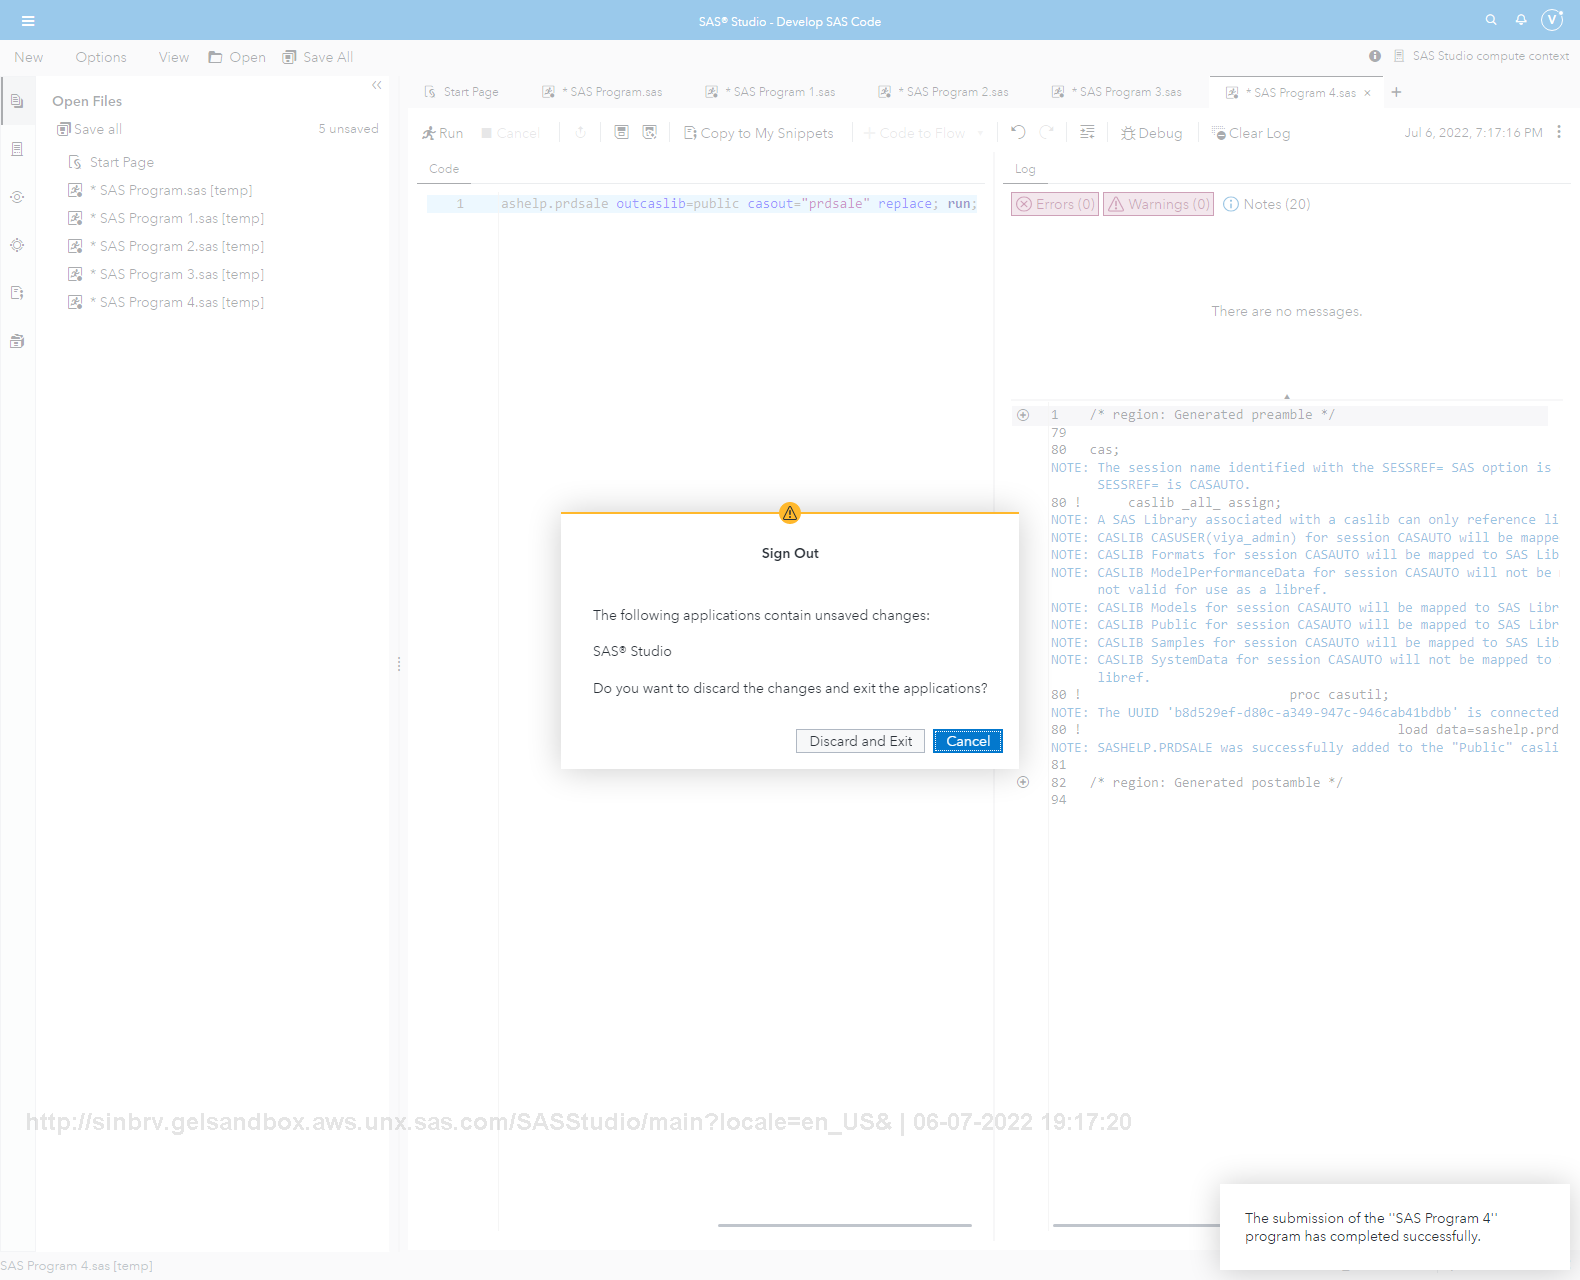 SAS® Studio - Develop SAS Code
V
New
Options
View
Open
Save All
SAS Studio compute context
Open Files
Save all
5 unsaved
Start Page
* SAS Program.sas [temp]
* SAS Program 1.sas [temp]
* SAS Program 2.sas [temp]
* SAS Program 3.sas [temp]
* SAS Program 4.sas [temp]
Start Page
* SAS Program.sas
* SAS Program 1.sas
* SAS Program 2.sas
* SAS Program 3.sas
* SAS Program 4.sas ×
Run
Cancel
Copy to My Snippets
Code to Flow
Debug
Clear Log
Jul 6, 2022, 7:17:16 PM
Code
1 ashelp.prdsale outcaslib=public casout="prdsale" replace; run;
Log
Errors (0)
Warnings (0)
Notes (20)
There are no messages.
1 /* region: Generated preamble */
79
80 cas;
NOTE: The session name identified with the SESSREF= SAS option is
SESSREF= is CASAUTO.
80 ! caslib _all_ assign;
NOTE: A SAS Library associated with a caslib can only reference li
NOTE: CASLIB CASUSER(viya_admin) for session CASAUTO will be mappe
NOTE: CASLIB Formats for session CASAUTO will be mapped to SAS Lib
NOTE: CASLIB ModelPerformanceData for session CASAUTO will not be
not valid for use as a libref.
NOTE: CASLIB Models for session CASAUTO will be mapped to SAS Libr
NOTE: CASLIB Public for session CASAUTO will be mapped to SAS Libr
NOTE: CASLIB Samples for session CASAUTO will be mapped to SAS Lib
NOTE: CASLIB SystemData for session CASAUTO will not be mapped to
libref.
80 ! proc casutil;
NOTE: The UUID 'b8d529ef-d80c-a349-947c-946cab41bdbb' is connected
80 ! load data=sashelp.prd
NOTE: SASHELP.PRDSALE was successfully added to the "Public" casli
81
82 /* region: Generated postamble */
94
Sign Out
The following applications contain unsaved changes:
SAS® Studio
Do you want to discard the changes and exit the applications?
Discard and Exit
Cancel
http://sinbrv.gelsandbox.aws.unx.sas.com/SASStudio/main?locale=en_US& | 06-07-2022 19:17:20
The submission of the ''SAS Program 4''
program has completed successfully.
SAS Program 4.sas [temp]